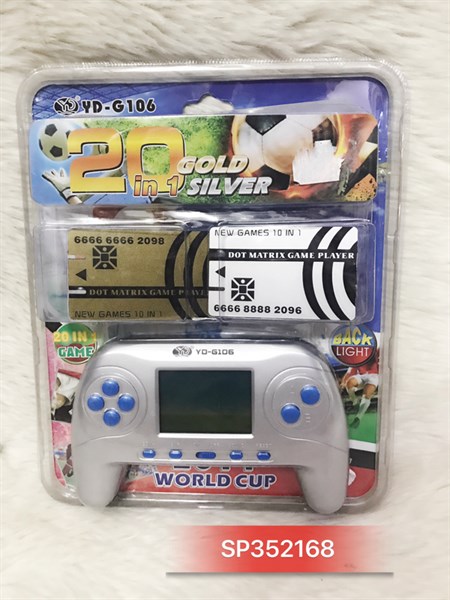 YD YD-G106
20
in 1
GOLD
SILVER
6666 6666 2098
DOT MATRIX GAME PLAYER
NEW GAMES 10 IN 1
NEW GAMES 10 IN 1
DOT MATRIX GAME PLAYER
6666 8888 2096
20 IN 1
GAME
BACK
LIGHT
YD YD-G106
WORLD CUP
SP352168